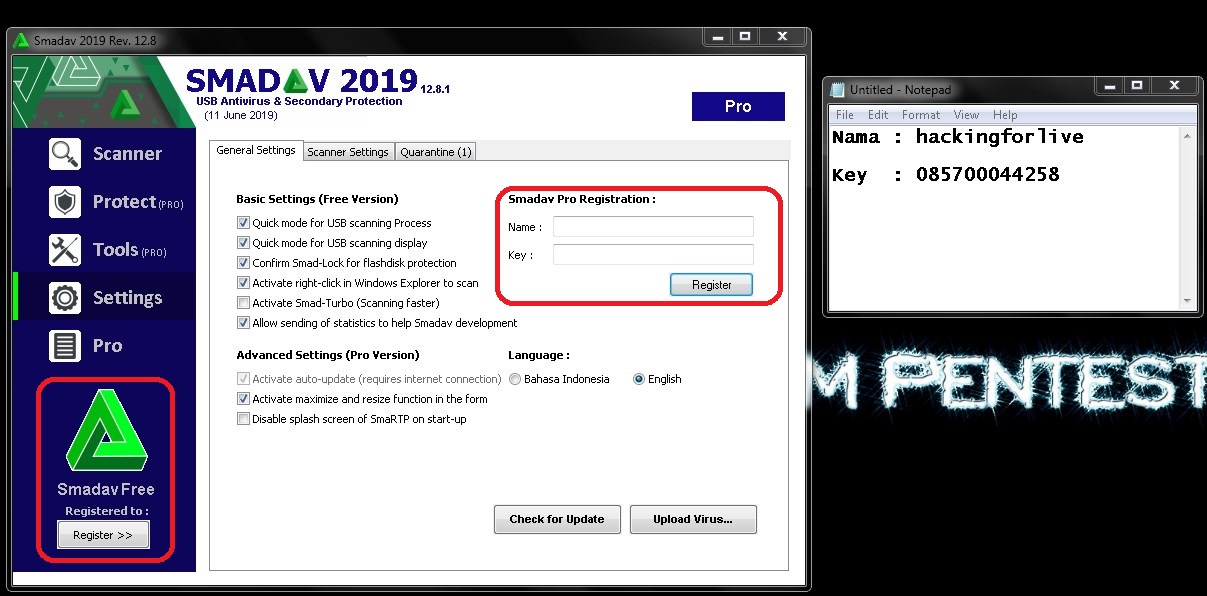 Smadav 2019 Rev. 12.8
SMADAV 2019 12.8.1
USB Antivirus & Secondary Protection
(11 June 2019)
Pro
Scanner
Protect (PRO)
Tools (PRO)
Settings
Pro
Smadav Free
Registered to :
Register >>
General Settings Scanner Settings Quarantine (1)
Basic Settings (Free Version)
Quick mode for USB scanning Process
Quick mode for USB scanning display
Confirm Smad-Lock for flashdisk protection
Activate right-click in Windows Explorer to scan
Activate Smad-Turbo (Scanning faster)
Allow sending of statistics to help Smadav development
Smadav Pro Registration :
Name :
Key :
Register
Advanced Settings (Pro Version)
Activate auto-update (requires internet connection)
Activate maximize and resize function in the form
Disable splash screen of SmaRTP on start-up
Language :
Bahasa Indonesia English
Check for Update Upload Virus...
Untitled - Notepad
File Edit Format View Help
Nama : hackingforlive
Key : 085700044258
M PENTEST